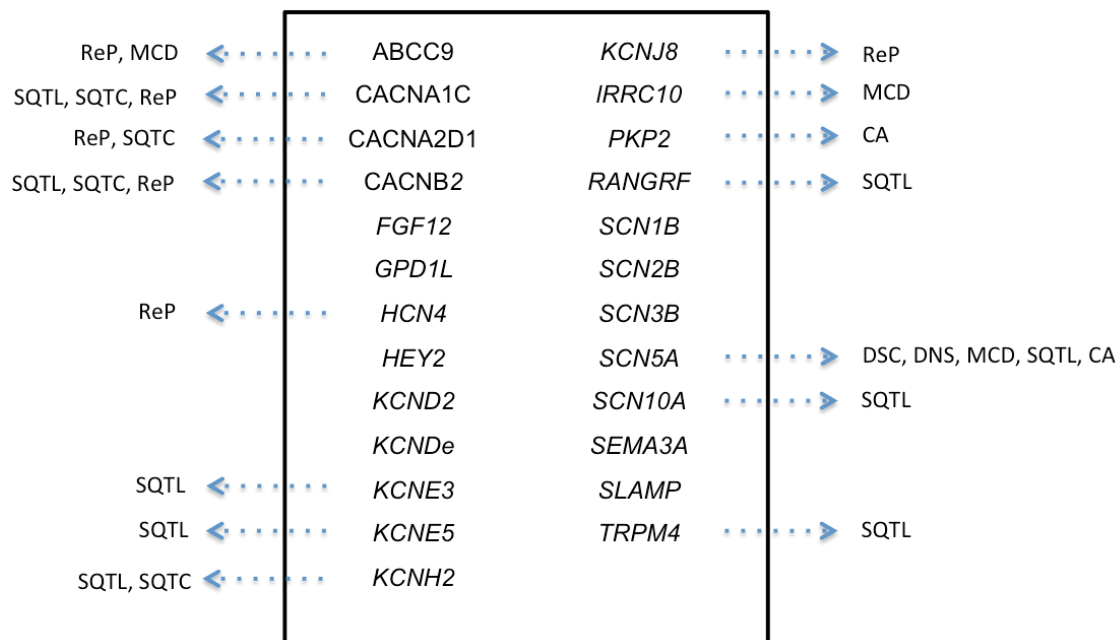 ReP, MCD ABCC9 KCNJ8 ReP
SQTL, SQTC, ReP CACNA1C IRRC10 MCD
ReP, SQTC CACNA2D1 PKP2 CA
SQTL, SQTC, ReP CACNB2 RANGRF SQTL
FGF12 SCN1B
GPD1L SCN2B
ReP HCN4 SCN3B
HEY2 SCN5A DSC, DNS, MCD, SQTL, CA
KCND2 SCN10A SQTL
KCNDe SEMA3A
SQTL KCNE3 SLAMP
SQTL KCNE5 TRPM4 SQTL
SQTL, SQTC KCNH2